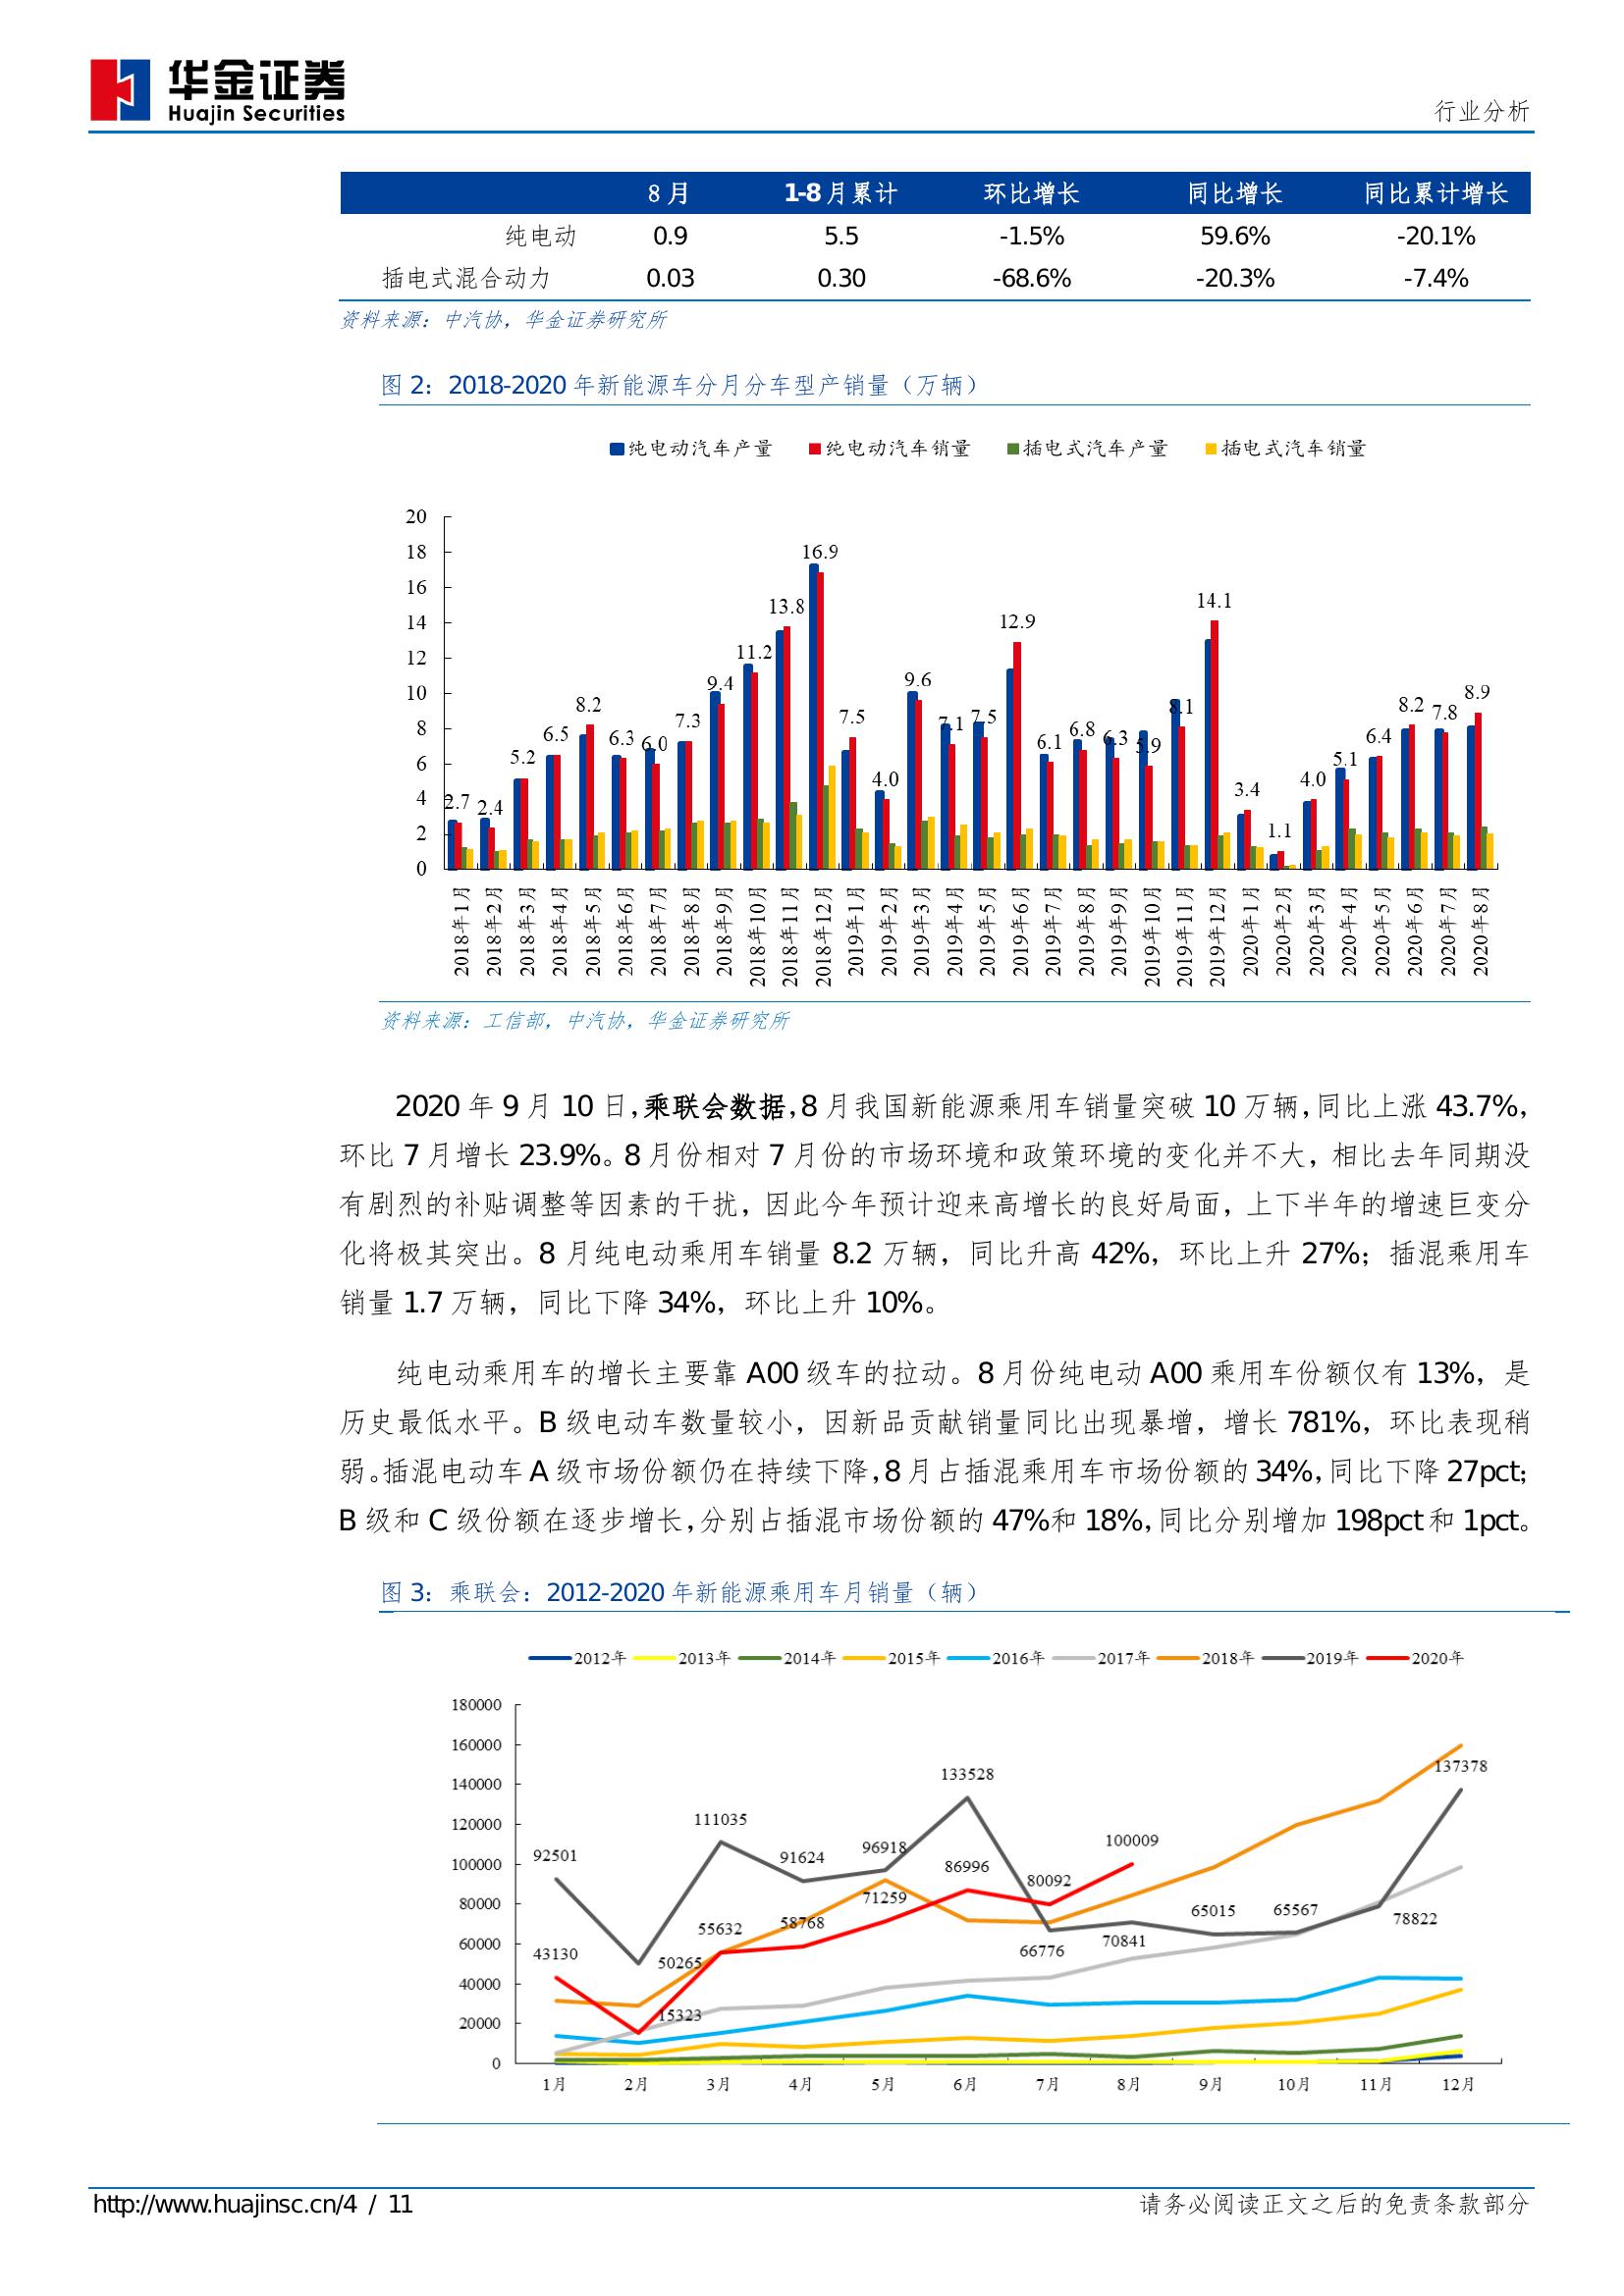 华金证券
Huajin Securities
行业分析
8 月 1-8 月累计 环比增长 同比增长 同比累计增长
纯电动 0.9 5.5 -1.5% 59.6% -20.1%
插电式混合动力 0.03 0.30 -68.6% -20.3% -7.4%
资料来源：中汽协，华金证券研究所
图 2：2018-2020 年新能源车分月分车型产销量（万辆）
纯电动汽车产量 纯电动汽车销量 插电式汽车产量 插电式汽车销量
20
18
16
14
12
10
8
6
4
2
0
2.7 2.4 5.2 6.5 8.2 6.3 6.0 7.3 9.4 11.2 13.8 16.9 7.5 4.0 9.6 7.1 7.5 12.9 6.1 6.8 6.3 5.9 8.1 14.1 3.4 1.1 4.0 5.1 6.4 8.2 7.8 8.9
2018年1月 2018年2月 2018年3月 2018年4月 2018年5月 2018年6月 2018年7月 2018年8月 2018年9月 2018年10月 2018年11月 2018年12月 2019年1月 2019年2月 2019年3月 2019年4月 2019年5月 2019年6月 2019年7月 2019年8月 2019年9月 2019年10月 2019年11月 2019年12月 2020年1月 2020年2月 2020年3月 2020年4月 2020年5月 2020年6月 2020年7月 2020年8月
资料来源：工信部，中汽协，华金证券研究所
2020 年 9 月 10 日，乘联会数据，8 月我国新能源乘用车销量突破 10 万辆，同比上涨 43.7%，
环比 7 月增长 23.9%。8 月份相对 7 月份的市场环境和政策环境的变化并不大，相比去年同期没
有剧烈的补贴调整等因素的干扰，因此今年预计迎来高增长的良好局面，上下半年的增速巨变分
化将极其突出。8 月纯电动乘用车销量 8.2 万辆，同比升高 42%，环比上升 27%；插混乘用车
销量 1.7 万辆，同比下降 34%，环比上升 10%。
纯电动乘用车的增长主要靠 A00 级车的拉动。8 月份纯电动 A00 乘用车份额仅有 13%，是
历史最低水平。B 级电动车数量较小，因新品贡献销量同比出现暴增，增长 781%，环比表现稍
弱。插混电动车 A 级市场份额仍在持续下降，8 月占插混乘用车市场份额的 34%，同比下降 27pct；
B 级和 C 级份额在逐步增长，分别占插混市场份额的 47%和 18%，同比分别增加 198pct 和 1pct。
图 3：乘联会：2012-2020 年新能源乘用车月销量（辆）
2012年 2013年 2014年 2015年 2016年 2017年 2018年 2019年 2020年
180000
160000
140000
120000
100000
80000
60000
40000
20000
0
92501 50265 111035 91624 96918 133528 66776 70841 65015 65567 78822 137378
43130 15323 55632 58768 71259 86996 80092 100009
1月 2月 3月 4月 5月 6月 7月 8月 9月 10月 11月 12月
http://www.huajinsc.cn/4 / 11
请务必阅读正文之后的免责条款部分